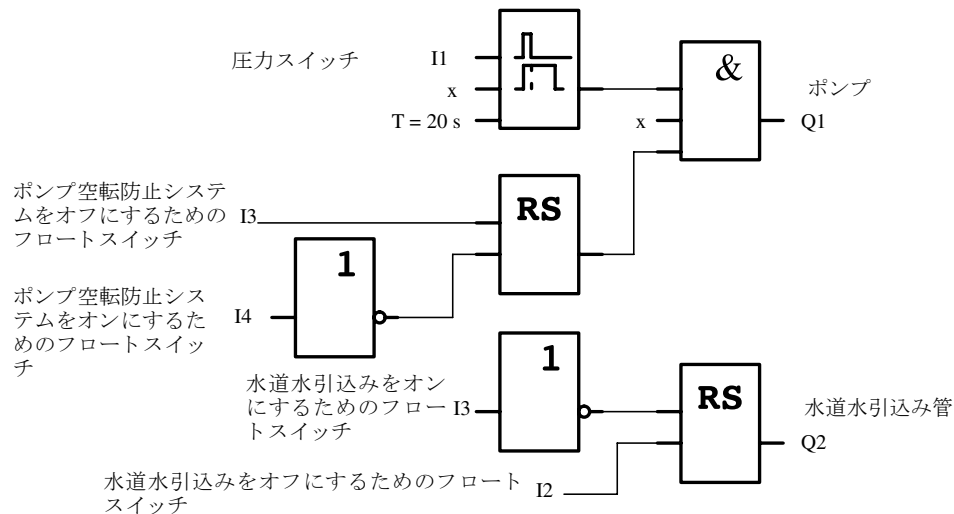 圧力スイッチ I1
x
T = 20 s
&
x
ポンプ
Q1
ポンプ空転防止システ
ムをオフにするための
フロートスイッチ
I3
RS
1
ポンプ空転防止シス
テムをオンにするた
めのフロートスイッ
チ
I4
水道水引込みをオン
にするためのフロー
トスイッチ
I3
1
RS
水道水引込み管
Q2
水道水引込みをオフにするためのフロート
スイッチ
I2